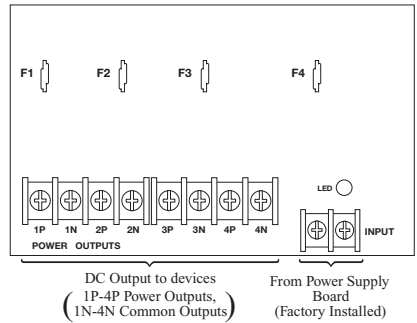 F1 F2 F3 F4
LED
1P 1N 2P 2N 3P 3N 4P 4N
INPUT
POWER OUTPUTS
DC Output to devices
(1P-4P Power Outputs,
1N-4N Common Outputs)
From Power Supply
Board
(Factory Installed)